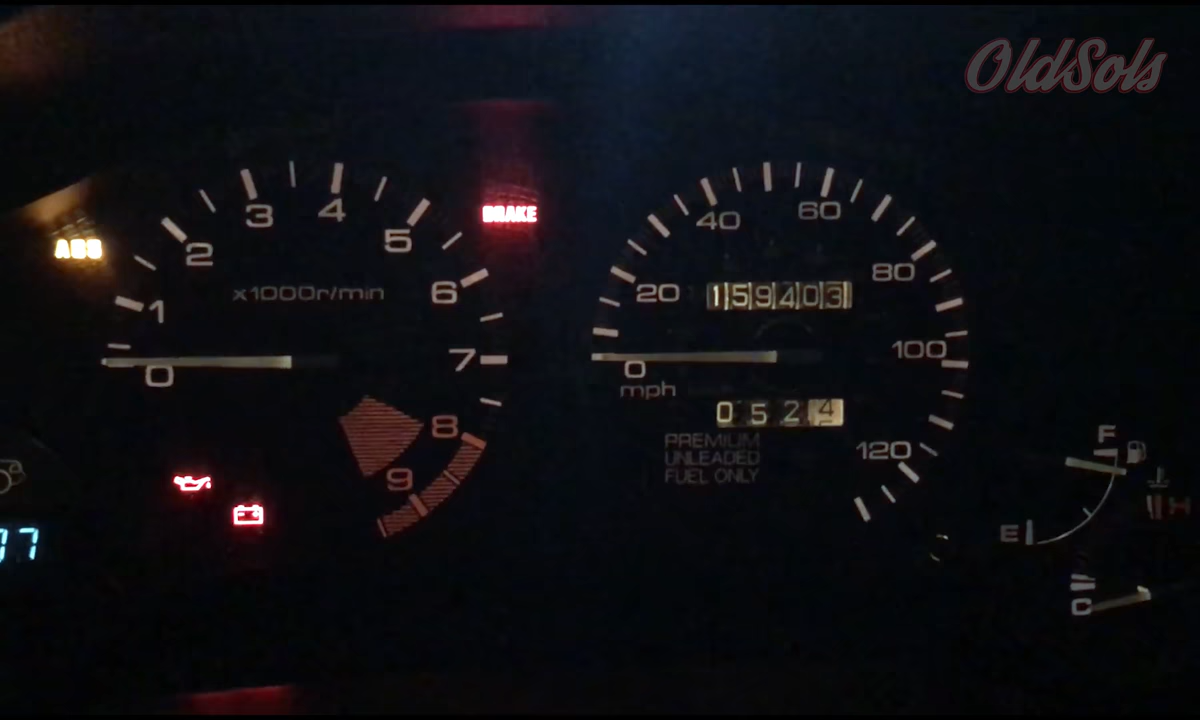 OldSols
BRAKE
ABS
1
2
3
4
5
6
7
8
9
0
x1000r/min
0
20
40
60
80
100
120
159403
mph
0524
PREMIUM
UNLEADED
FUEL ONLY
F
E
H
C